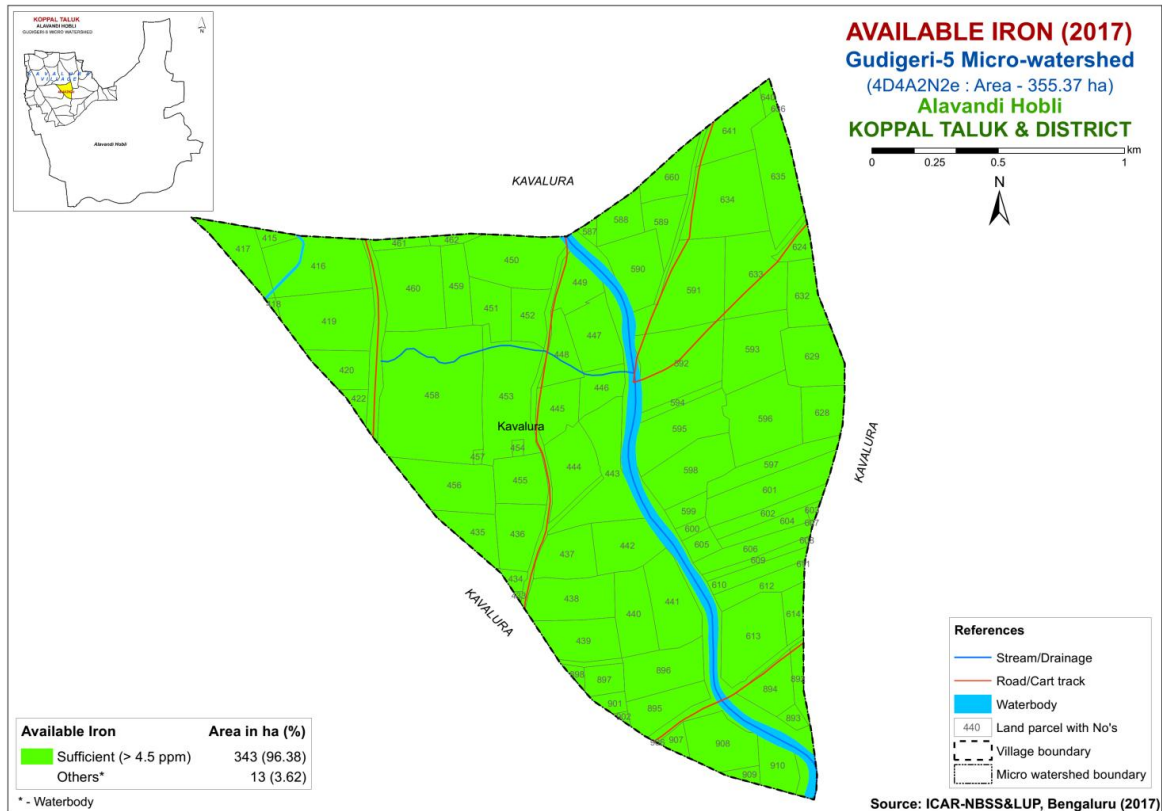 KOPPAL TALUK
ALAVANDI HOBLI
GUDIGERI-5 MICRO WATERSHED
N
KAVALURA
VILLAGE
Alavandi Hobli
AVAILABLE IRON (2017)
Gudigeri-5 Micro-watershed
(4D4A2N2e : Area - 355.37 ha)
Alavandi Hobli
KOPPAL TALUK & DISTRICT
km
0 0.25 0.5 1
N
KAVALURA
641
660
635
634
588
589
587
624
415
417
416
461
462
450
590
633
460
459
449
591
632
419
451
452
447
593
629
448
420
592
446
422
458
453
594
445
596
628
595
Kavalura
KAVALURA
454
457
597
444
598
443
456
455
601
599
602
604
600
435
436
605
442
606
437
609
434
610
612
438
441
440
614
613
KAVALURA
439
896
897
894
901
895
893
907
908
910
909
References
Stream/Drainage
Road/Cart track
Waterbody
440 Land parcel with No's
Village boundary
Micro watershed boundary
Available Iron Area in ha (%)
Sufficient (> 4.5 ppm) 343 (96.38)
Others* 13 (3.62)
* - Waterbody
Source: ICAR-NBSS&LUP, Bengaluru (2017)